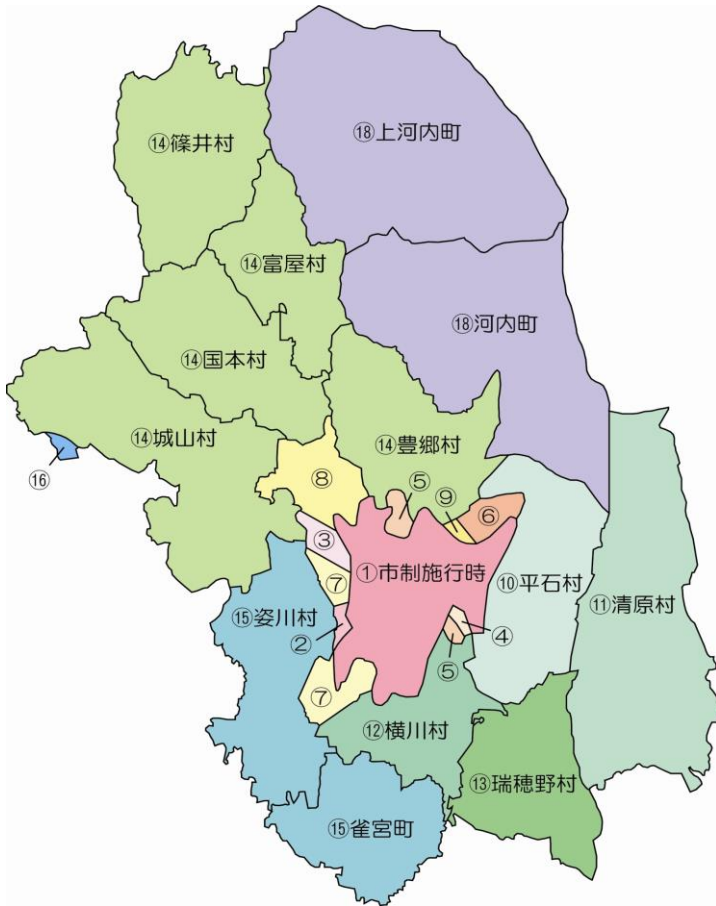 ⑱上河内町
⑭篠井村
⑭富屋村
⑱河内町
⑭国本村
⑭城山村
⑭豊郷村
⑯
⑧
⑤
⑨
⑥
③
①市制施行時
⑦
⑩平石村
⑪清原村
⑮姿川村
②
④
⑤
⑦
⑫横川村
⑬瑞穂野村
⑮雀宮町